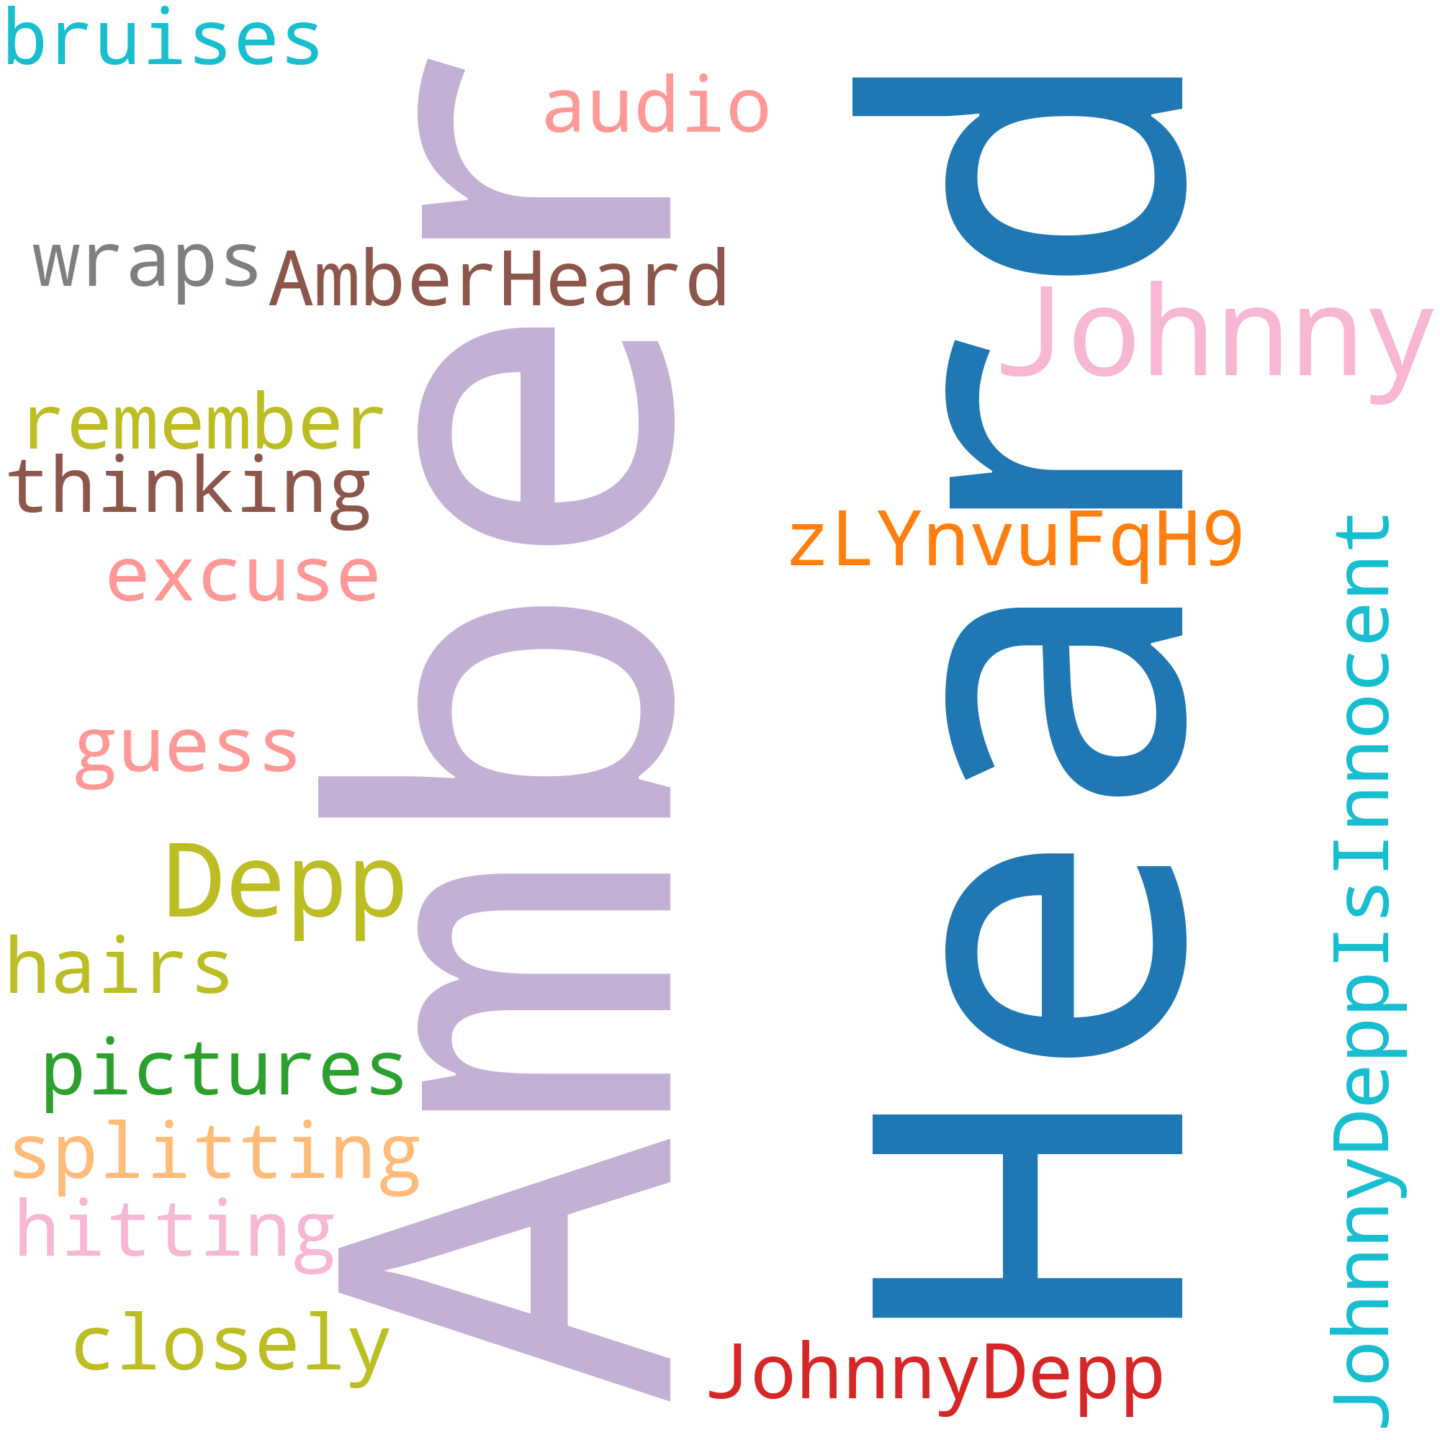 bruises
audio
wraps
AmberHeard
Johnny
remember
thinking
zLYnvuFqH9
excuse
guess
Depp
hairs
pictures
splitting
hitting
closely
JohnnyDepp
Amber
Heard
JohnnyDeppIsInnocent